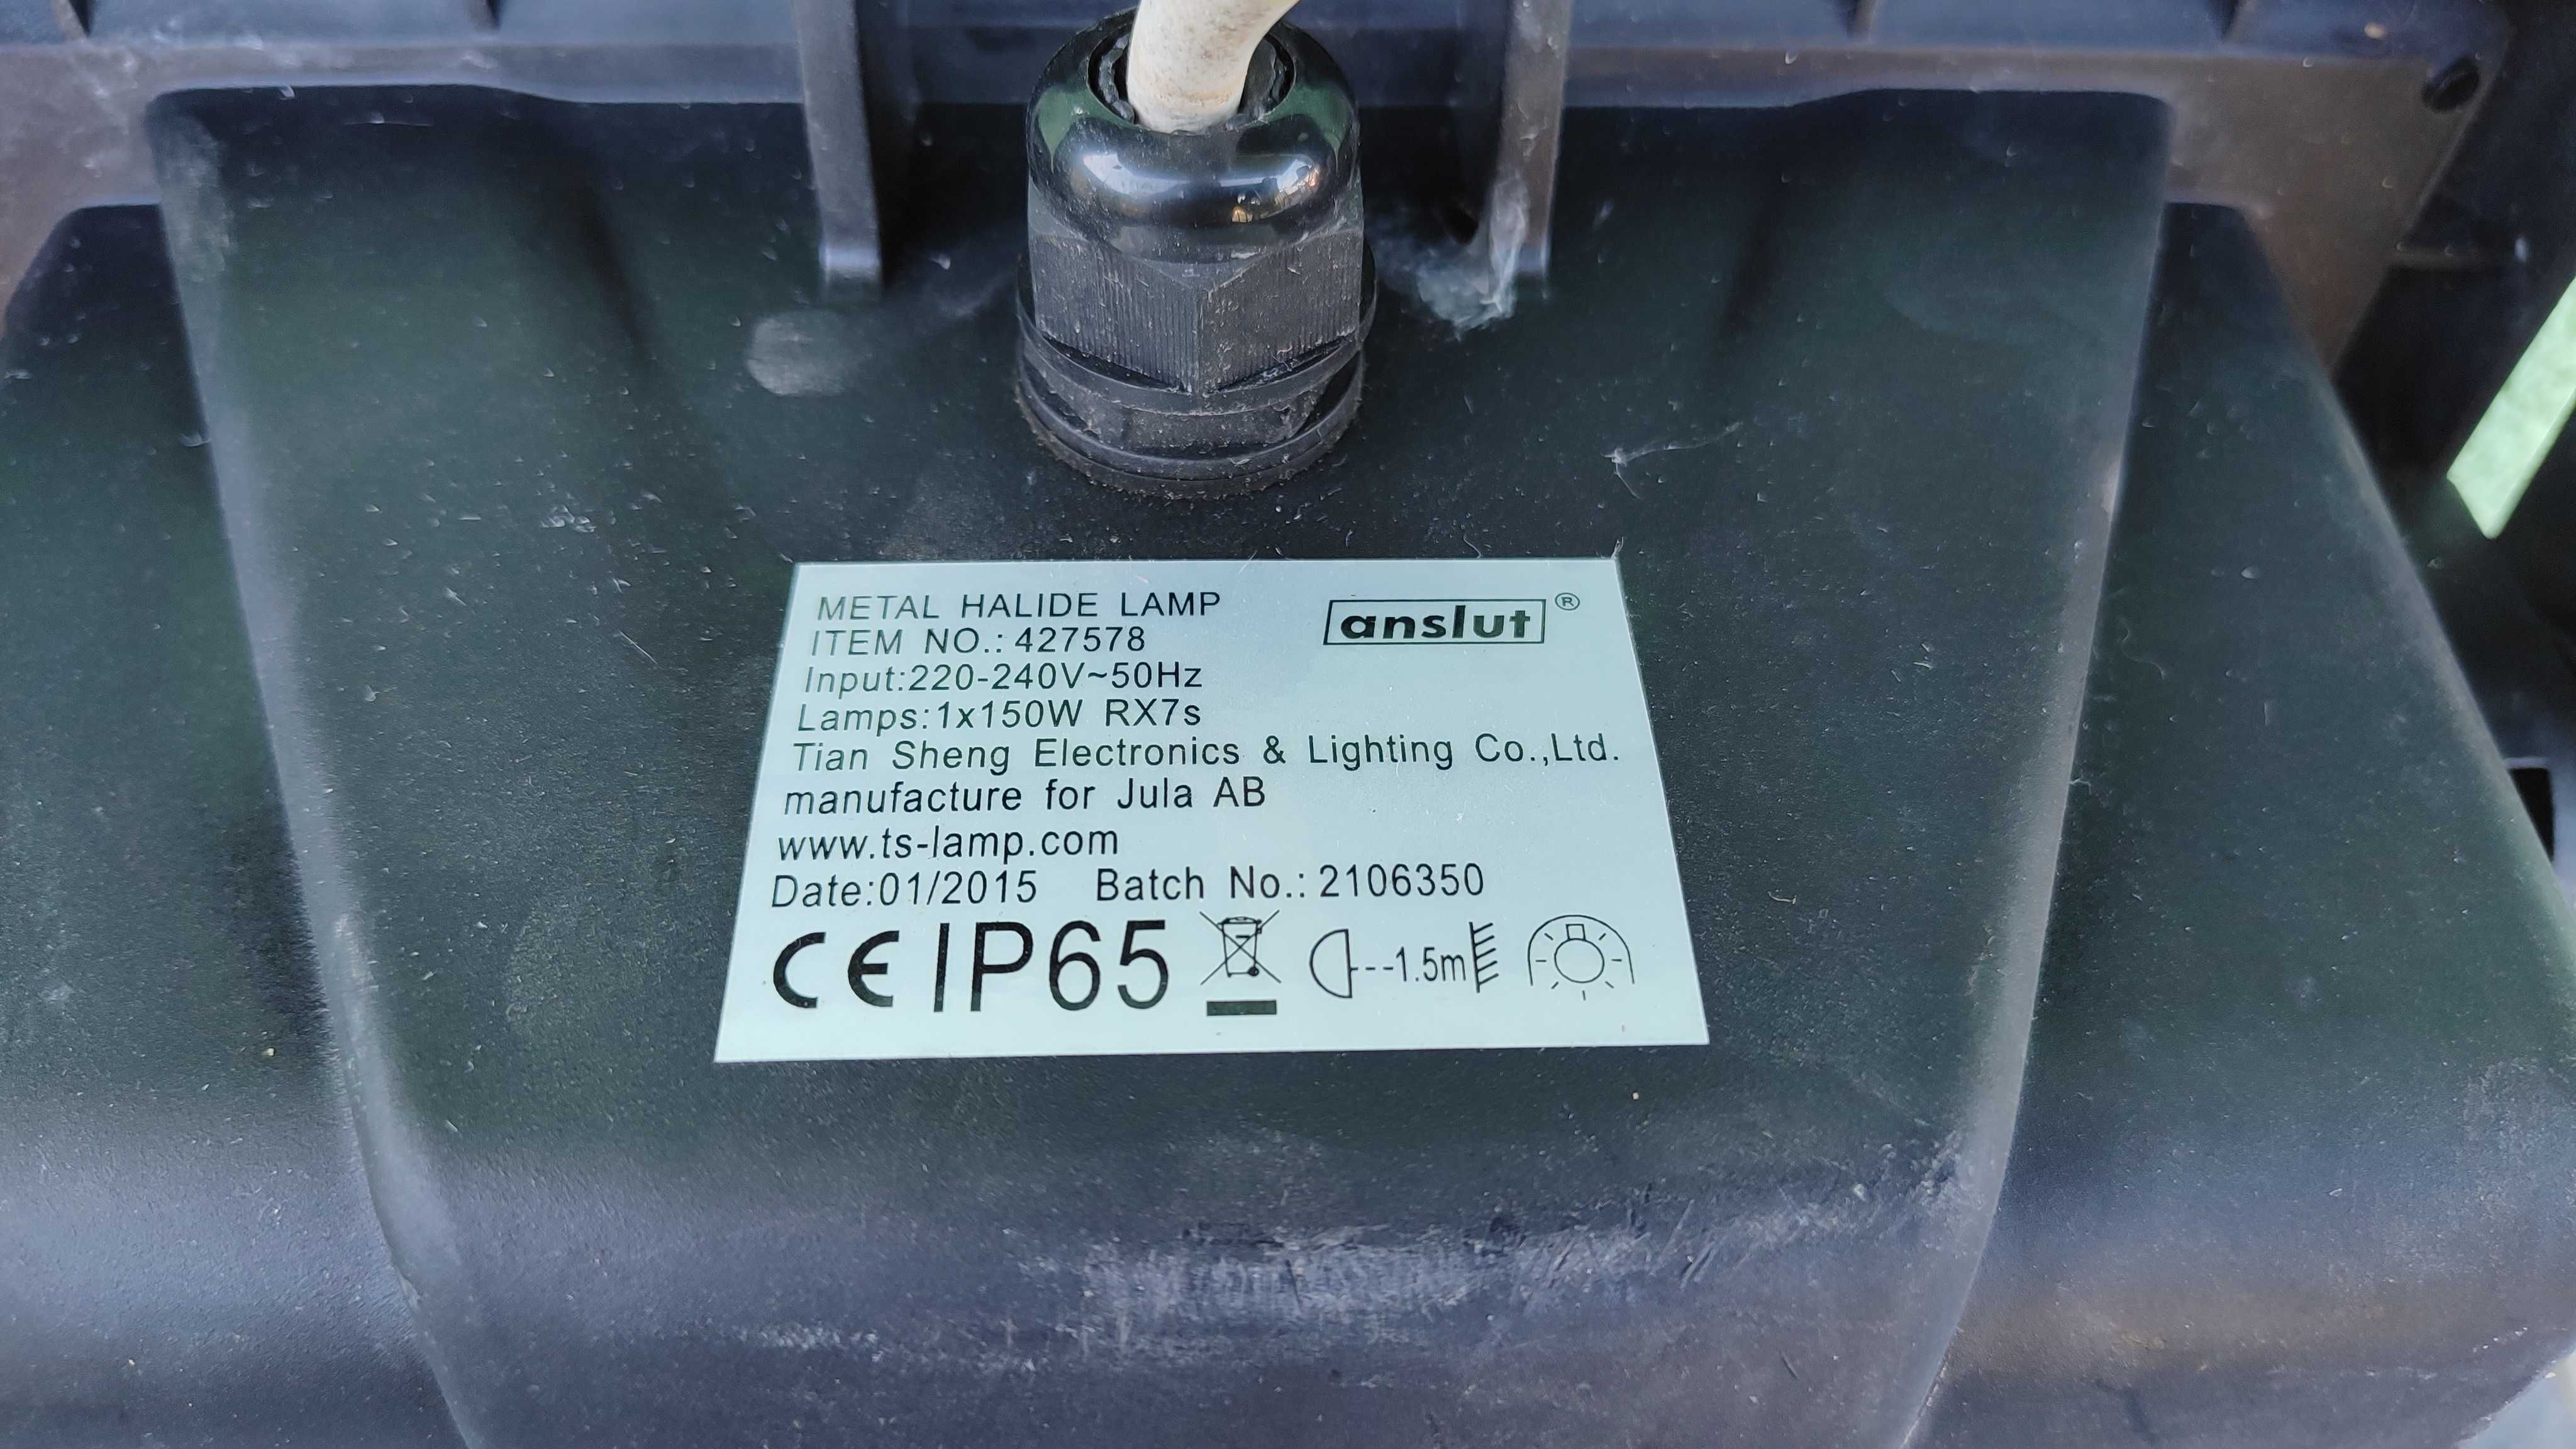 METAL HALIDE LAMP
anslut ®
ITEM NO.: 427578
Input:220-240V~50Hz
Lamps:1x150W RX7s
Tian Sheng Electronics & Lighting Co.,Ltd.
manufacture for Jula AB
www.ts-lamp.com
Date:01/2015 Batch No.: 2106350
CE IP65 1.5m